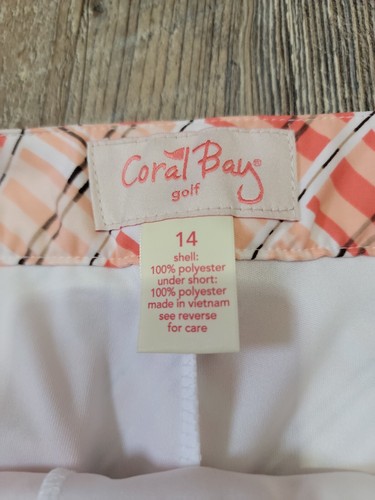 Coral Bay®
golf
14
shell:
100% polyester
under short:
100% polyester
made in vietnam
see reverse
for care